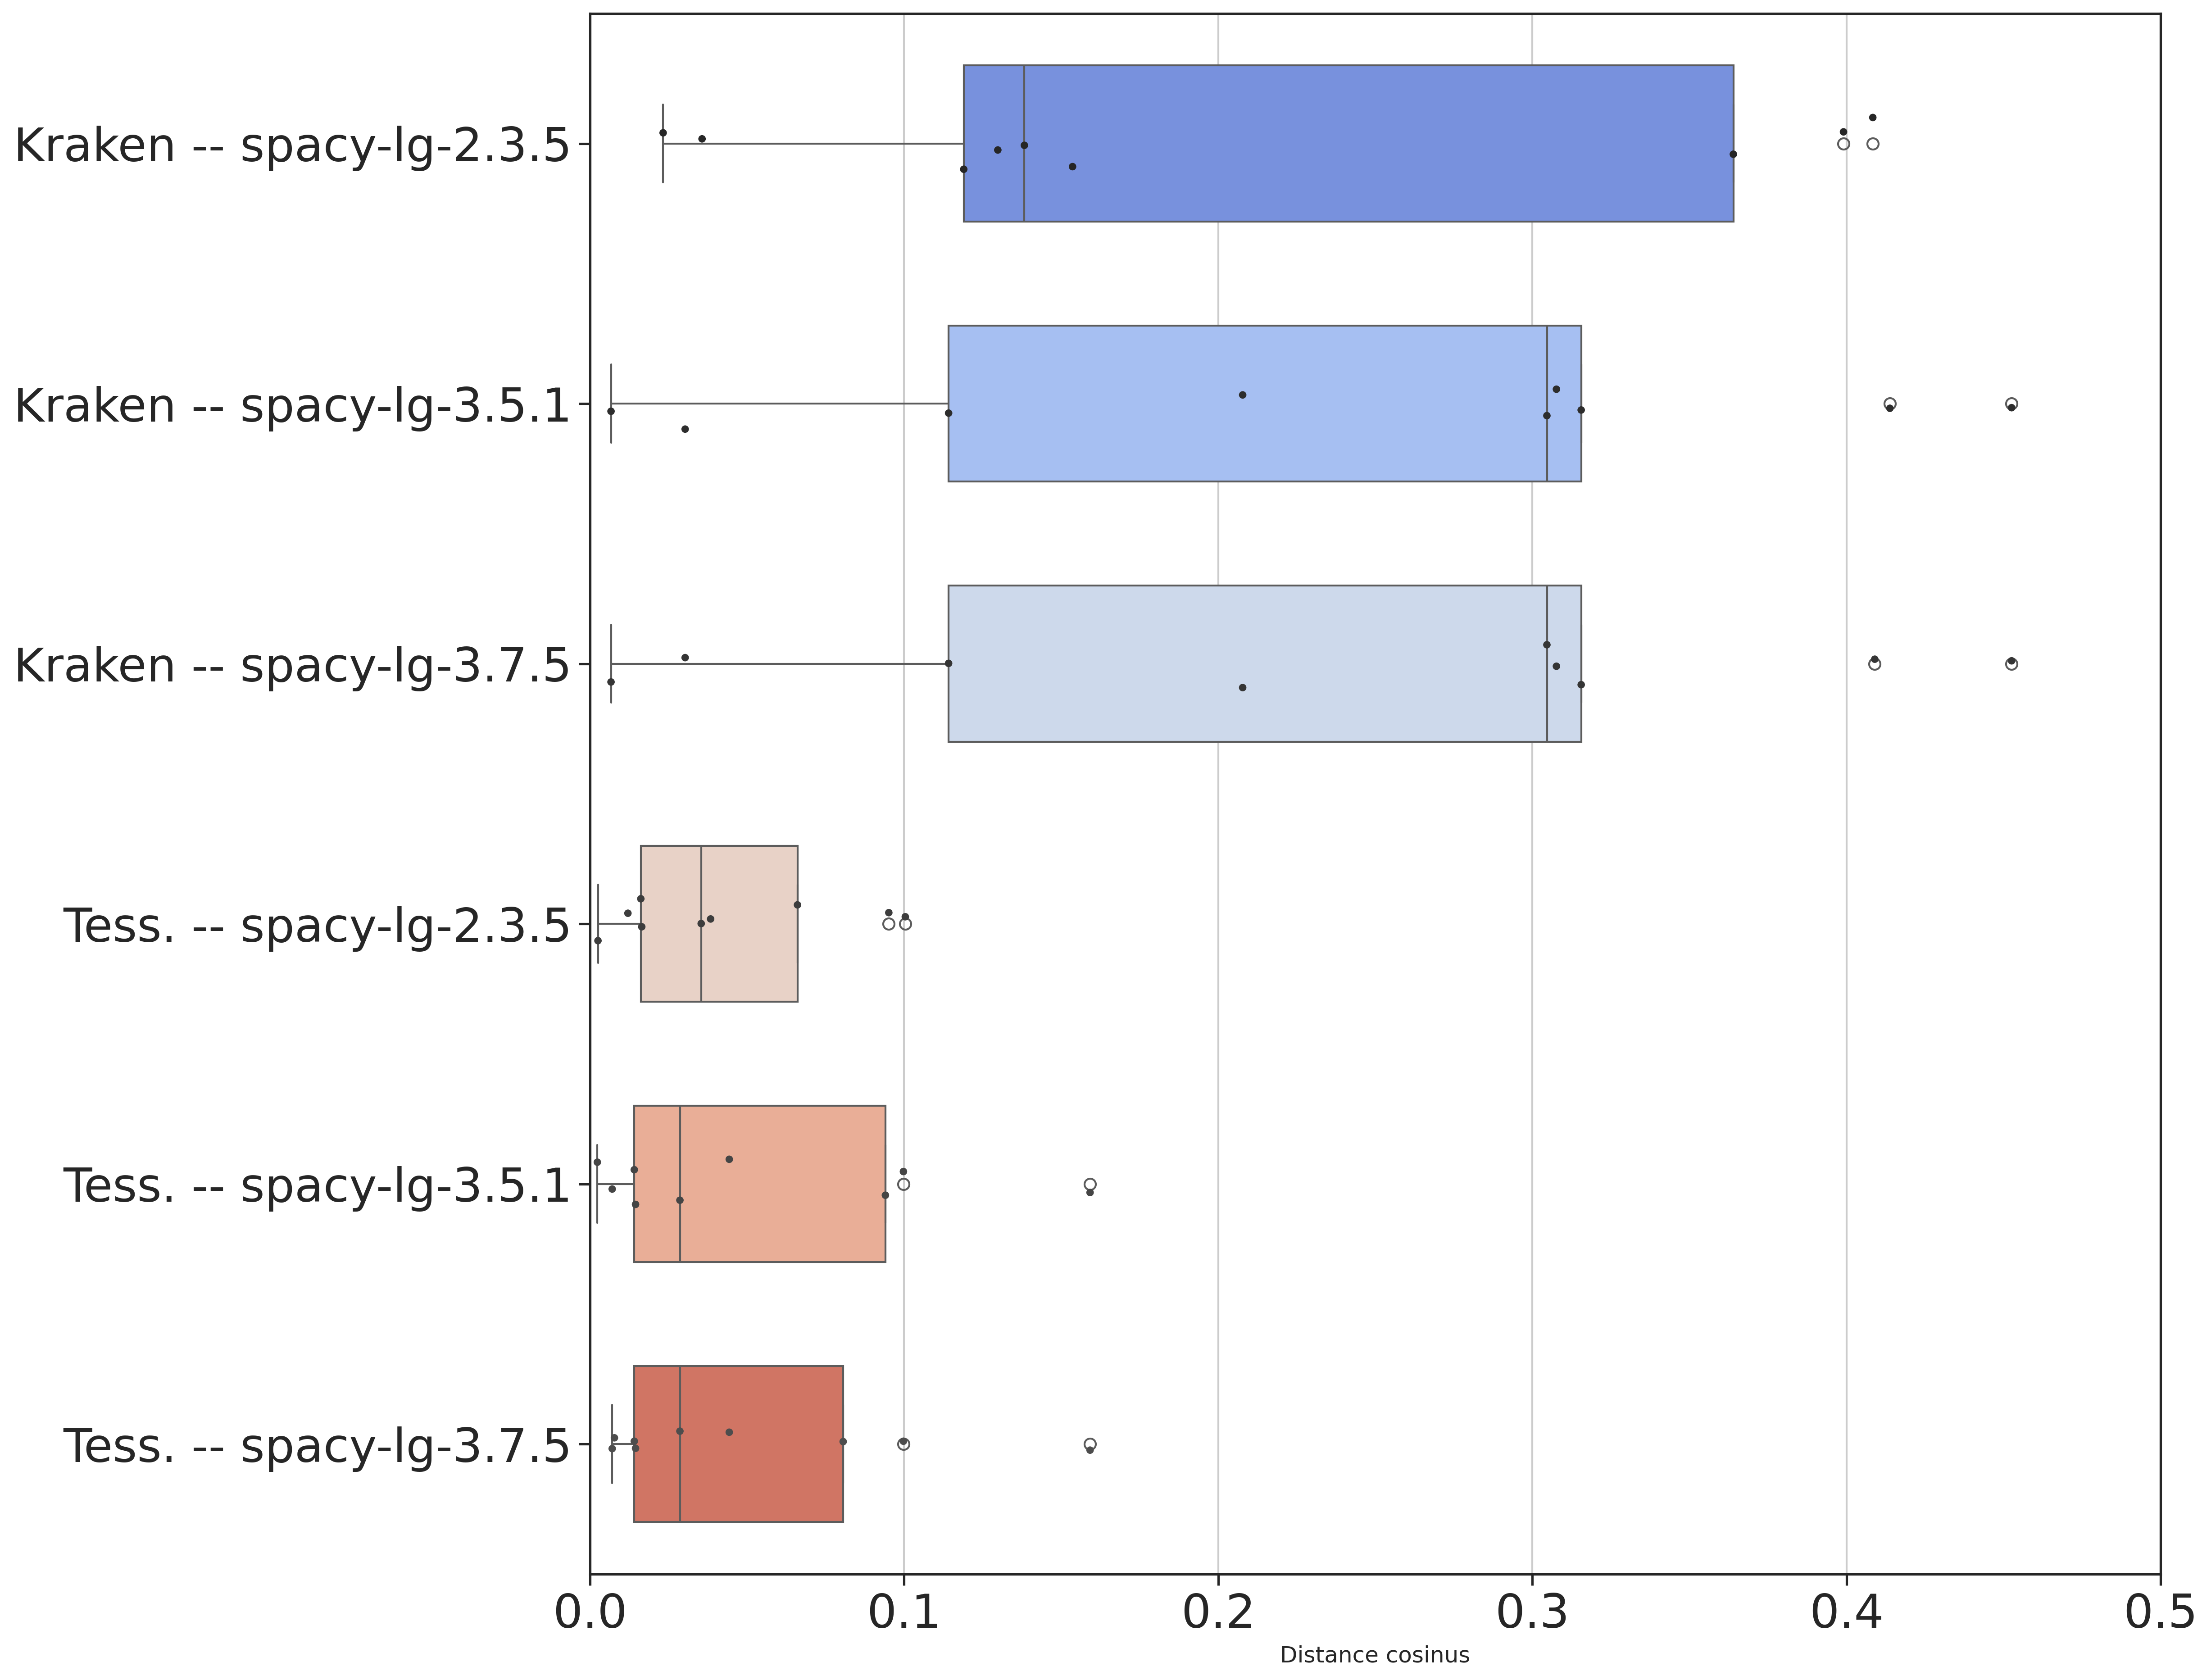 Kraken -- spacy-lg-2.3.5
Kraken -- spacy-lg-3.5.1
Kraken -- spacy-lg-3.7.5
Tess. -- spacy-lg-2.3.5
Tess. -- spacy-lg-3.5.1
Tess. -- spacy-lg-3.7.5
0.0 0.1 0.2 0.3 0.4 0.5
Distance cosinus